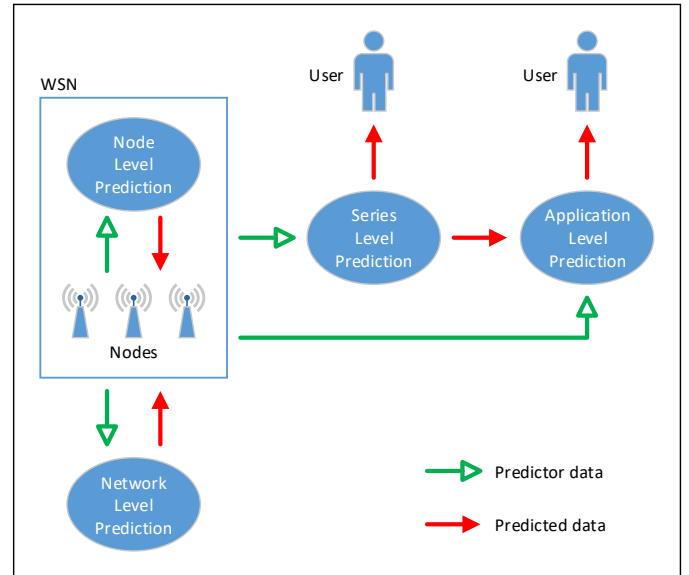 WSN
User
User
Node
Level
Prediction
Series
Level
Prediction
Application
Level
Prediction
Nodes
Network
Level
Prediction
Predictor data
Predicted data